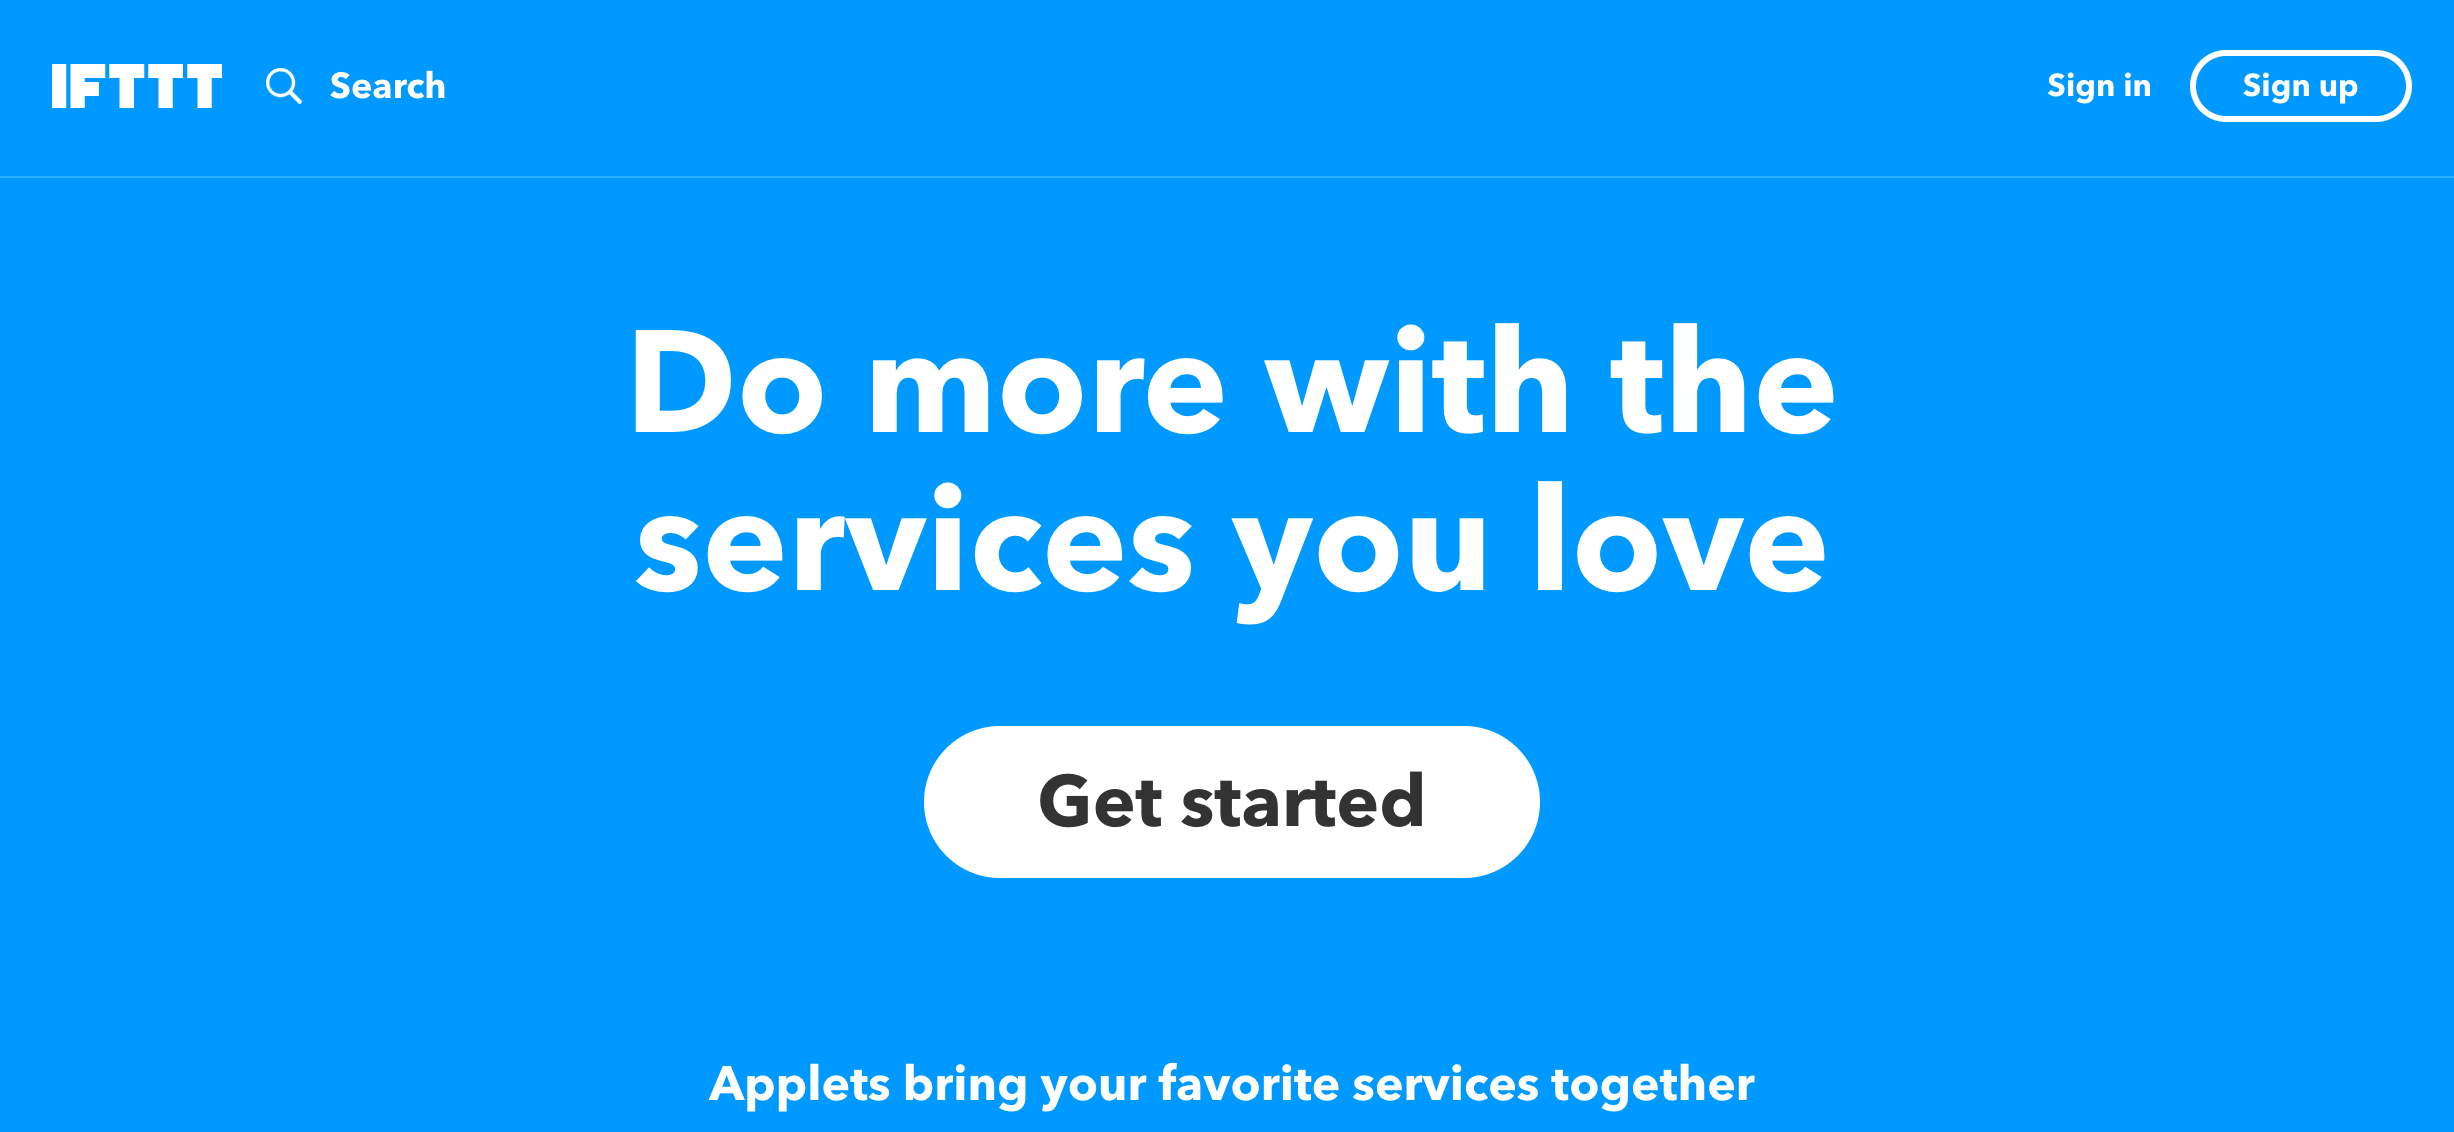 IFTTT Search Sign in Sign up
Do more with the
services you love
Get started
Applets bring your favorite services together